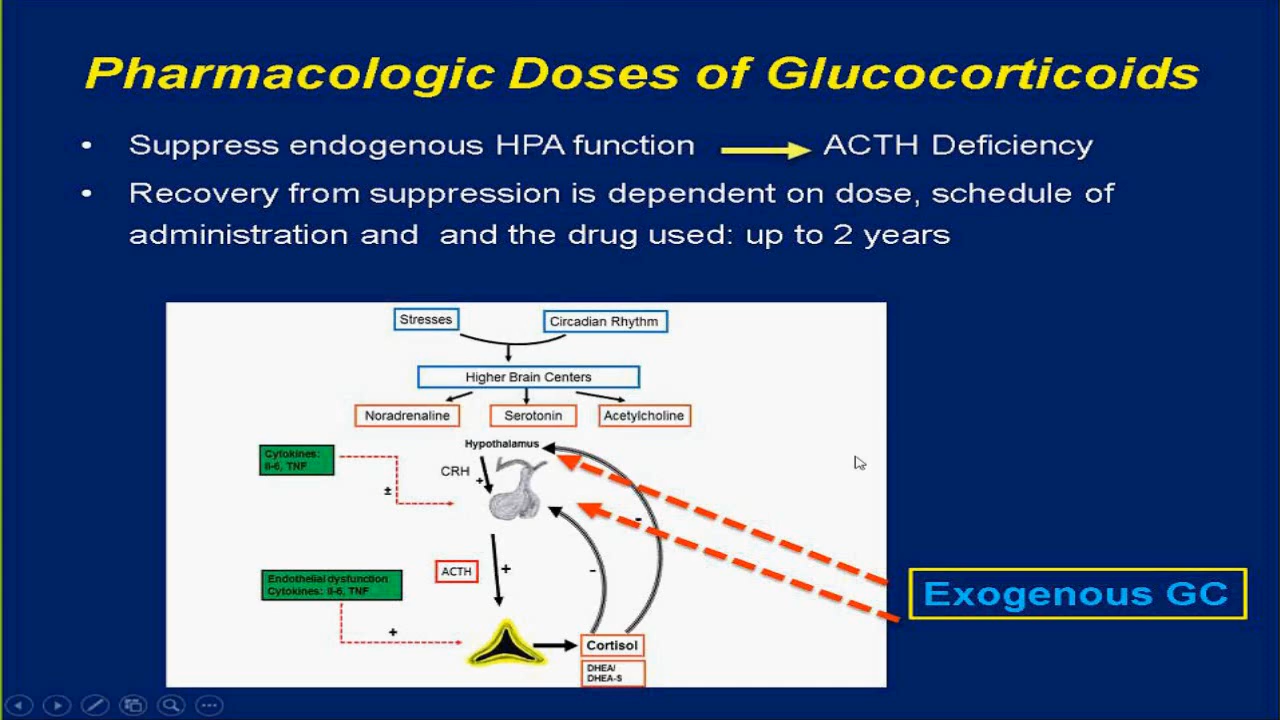 Pharmacologic Doses of Glucocorticoids
• Suppress endogenous HPA function ACTH Deficiency
• Recovery from suppression is dependent on dose, schedule of
administration and and the drug used: up to 2 years
Stresses
Circadian Rhythm
Higher Brain Centers
Noradrenaline
Serotonin
Acetylcholine
Hypothalamus
Cytokines:
Il-6, TNF
CRH
+
±
-
ACTH
+
-
Endothelial dysfunction
Cytokines: Il-6, TNF
Exogenous GC
+
Cortisol
DHEA/
DHEA-S